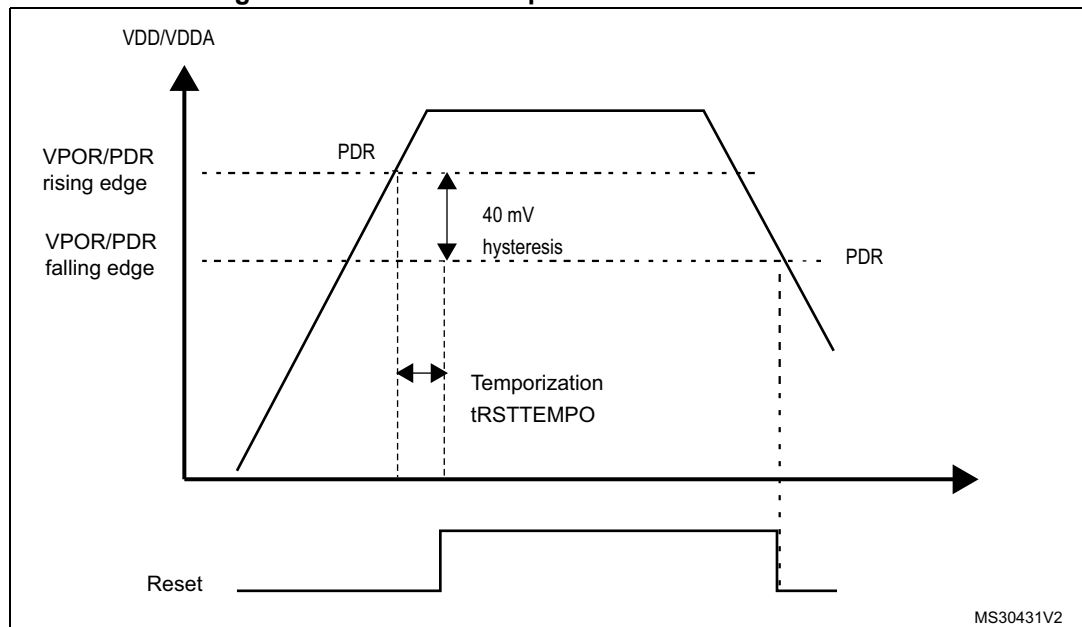 VDD/VDDA
VPOR/PDR
rising edge
PDR
40 mV
hysteresis
VPOR/PDR
falling edge
PDR
Temporization
tRSTTEMPO
Reset
MS30431V2